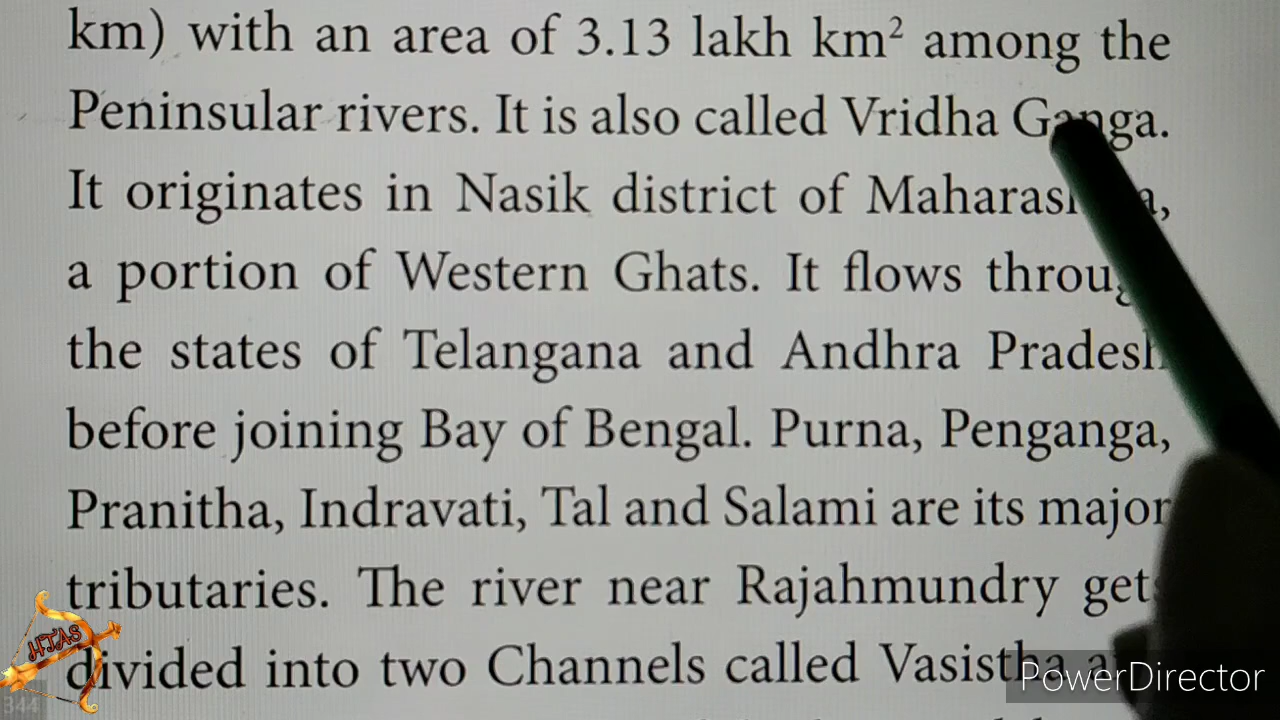 km) with an area of 3.13 lakh km² among the
Peninsular rivers. It is also called Vridha Ganga.
It originates in Nasik district of
a portion of Western Ghats. It flows
the states of Telangana and Andhra Pradesh
before joining Bay of Bengal. Purna, Penganga,
Pranitha, Indravati, Tal and Salami are its major
tributaries. The river near Rajahmundry gets
divided into two Channels called Vasistha
HTAS
344
PowerDirector